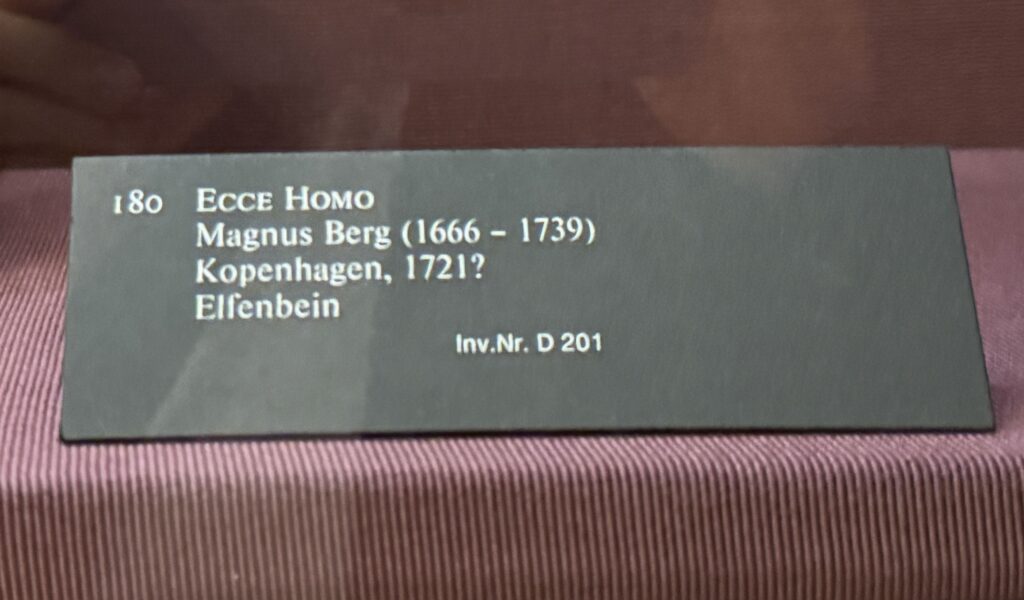 180 Ecce Homo
Magnus Berg (1666 – 1739)
Kopenhagen, 1721?
Elfenbein
Inv.Nr. D 201